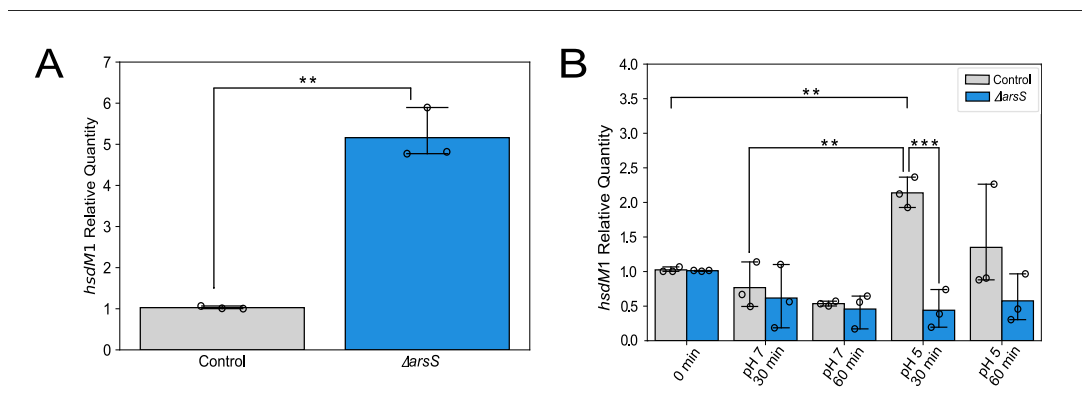 A
hsdM1 Relative Quantity
7
6
5
4
3
2
1
0
**
Control
ΔarsS
B
hsdM1 Relative Quantity
4.0
3.5
3.0
2.5
2.0
1.5
1.0
0.5
0.0
Control
ΔarsS
**
**
***
0 min
pH 7
30 min
pH 7
60 min
pH 5
30 min
pH 5
60 min